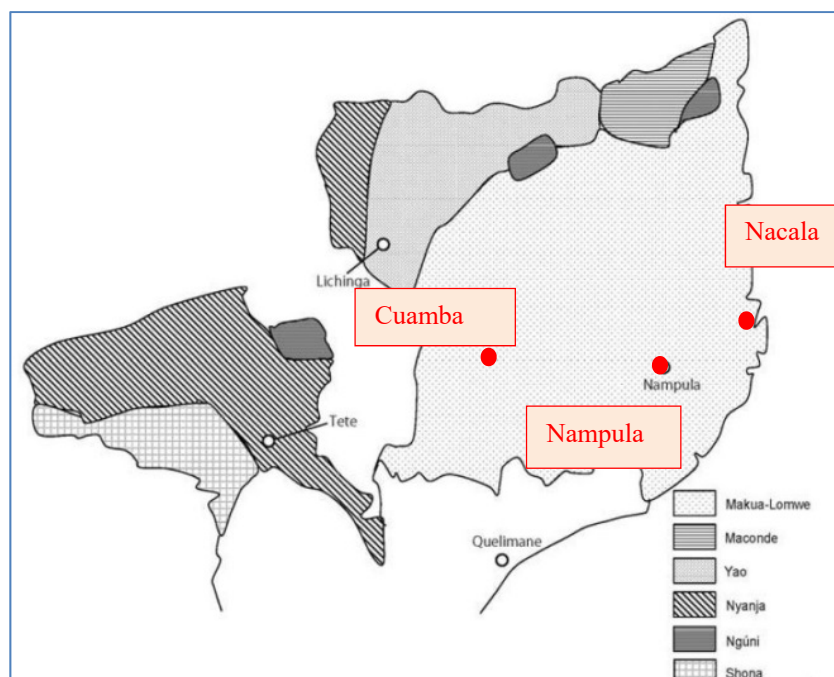 Nacala
Lichinga
Cuamba
Nampula
Tete
Nampula
Quelimane
Makua-Lomwe
Maconde
Yao
Nyanja
Ngúni
Shona